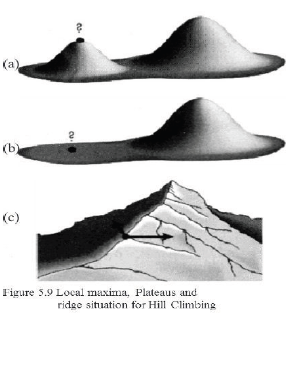 ?
(a)
?
(b)
(c)
Figure 5.9 Local maxima, Plateaus and
ridge situation for Hill Climbing